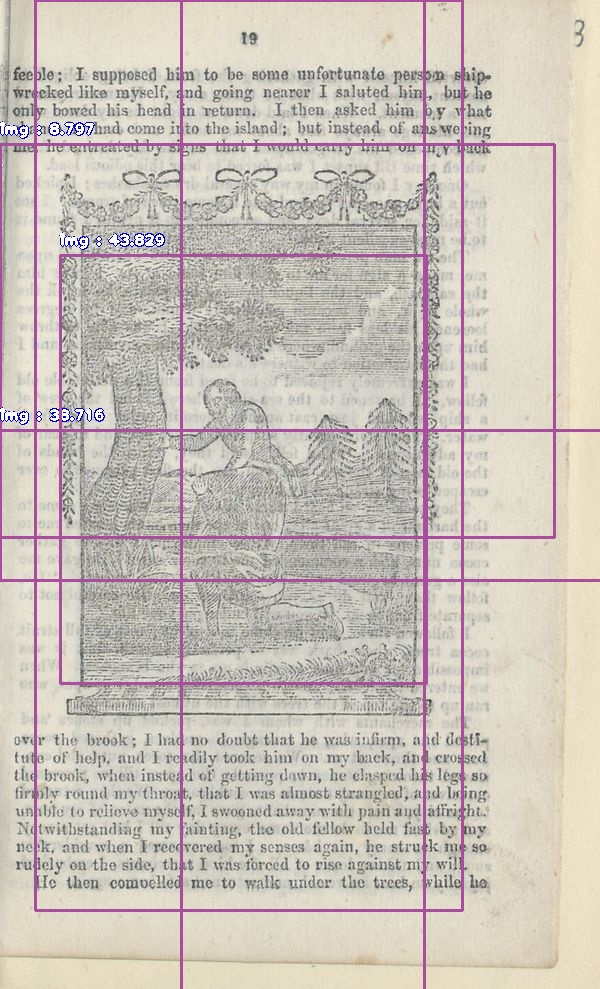 19
3
feeble; I supposed him to be some unfortunate person ship-
wrecked like myself, and going nearer I saluted him, but he
only bowed his head in return. I then asked him by what
had come into the island; but instead of answering
me, he entreated by signs that I would carry him on my back
img : 8.797
img : 43.829
img : 33.716
over the brook; I had no doubt that he was infirm, and desti-
tute of help, and I readily took him on my back, and crossed
the brook, when instead of getting down, he clasped his legs so
firmly round my throat, that I was almost strangled, and being
unable to relieve myself, I swooned away with pain and affright.
Notwithstanding my fainting, the old fellow held fast by my
neck, and when I recovered my senses again, he struck me so
rudely on the side, that I was forced to rise against my will.
He then compelled me to walk under the trees, while he